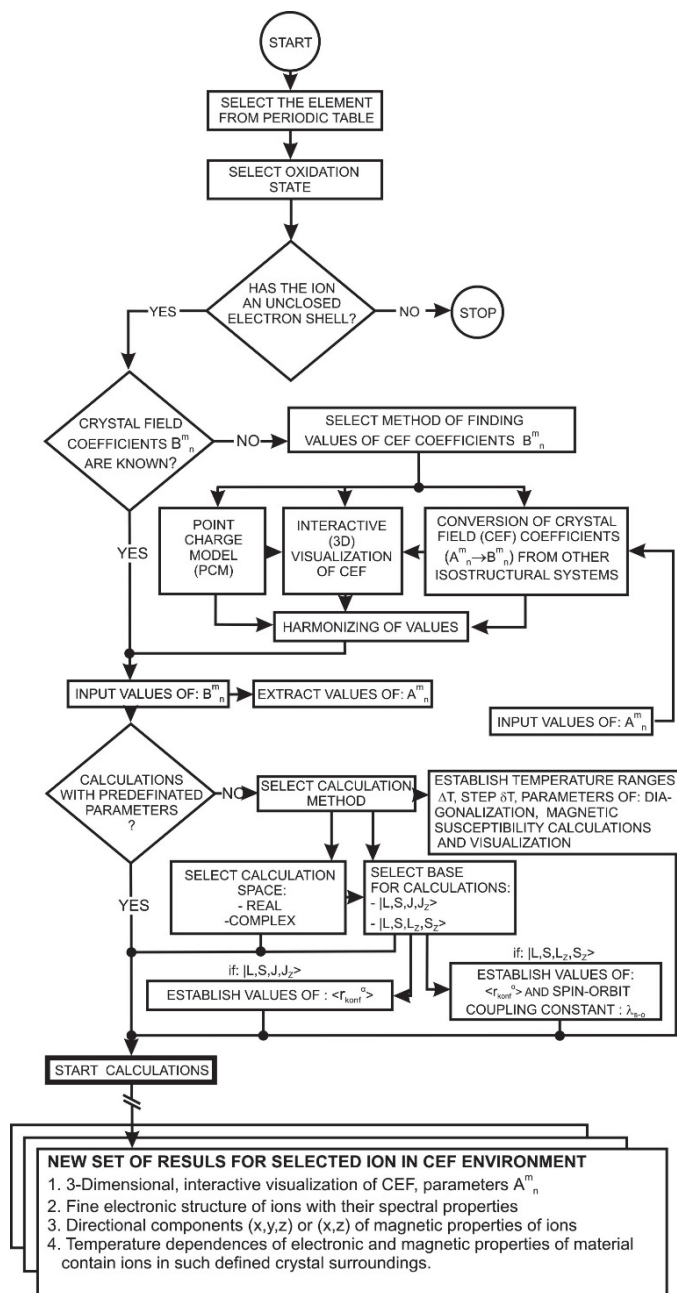 START
SELECT THE ELEMENT
FROM PERIODIC TABLE
SELECT OXIDATION
STATE
HAS THE ION
AN UNCLOSED
ELECTRON SHELL?
YES
NO
STOP
CRYSTAL FIELD
COEFFICIENTS B^m_n
ARE KNOWN?
NO
SELECT METHOD OF FINDING
VALUES OF CEF COEFFICIENTS B^m_n
YES
POINT
CHARGE
MODEL
(PCM)
INTERACTIVE
(3D)
VISUALIZATION
OF CEF
CONVERSION OF CRYSTAL
FIELD (CEF) COEFFICIENTS
(A^m_n→B^m_n) FROM OTHER
ISOSTRUCTURAL SYSTEMS
HARMONIZING OF VALUES
INPUT VALUES OF: B^m_n
EXTRACT VALUES OF: A^m_n
INPUT VALUES OF: A^m_n
CALCULATIONS
WITH PREDEFINATED
PARAMETERS
?
NO
SELECT CALCULATION
METHOD
ESTABLISH TEMPERATURE RANGES
ΔT, STEP δT, PARAMETERS OF: DIA-
GONALIZATION, MAGNETIC
SUSCEPTIBILITY CALCULATIONS
AND VISUALIZATION
YES
SELECT CALCULATION
SPACE:
- REAL
-COMPLEX
SELECT BASE
FOR CALCULATIONS:
- |L,S,J,J_Z>
- |L,S,L_Z,S_Z>
if: |L,S,J,J_Z>
ESTABLISH VALUES OF : <r_konf^α>
if: |L,S,L_Z,S_Z>
ESTABLISH VALUES OF:
<r_konf^α> AND SPIN-ORBIT
COUPLING CONSTANT : λ_s-o
START CALCULATIONS
NEW SET OF RESULS FOR SELECTED ION IN CEF ENVIRONMENT
1. 3-Dimensional, interactive visualization of CEF, parameters A^m_n
2. Fine electronic structure of ions with their spectral properties
3. Directional components (x,y,z) or (x,z) of magnetic properties of ions
4. Temperature dependences of electronic and magnetic properties of material
contain ions in such defined crystal surroundings.